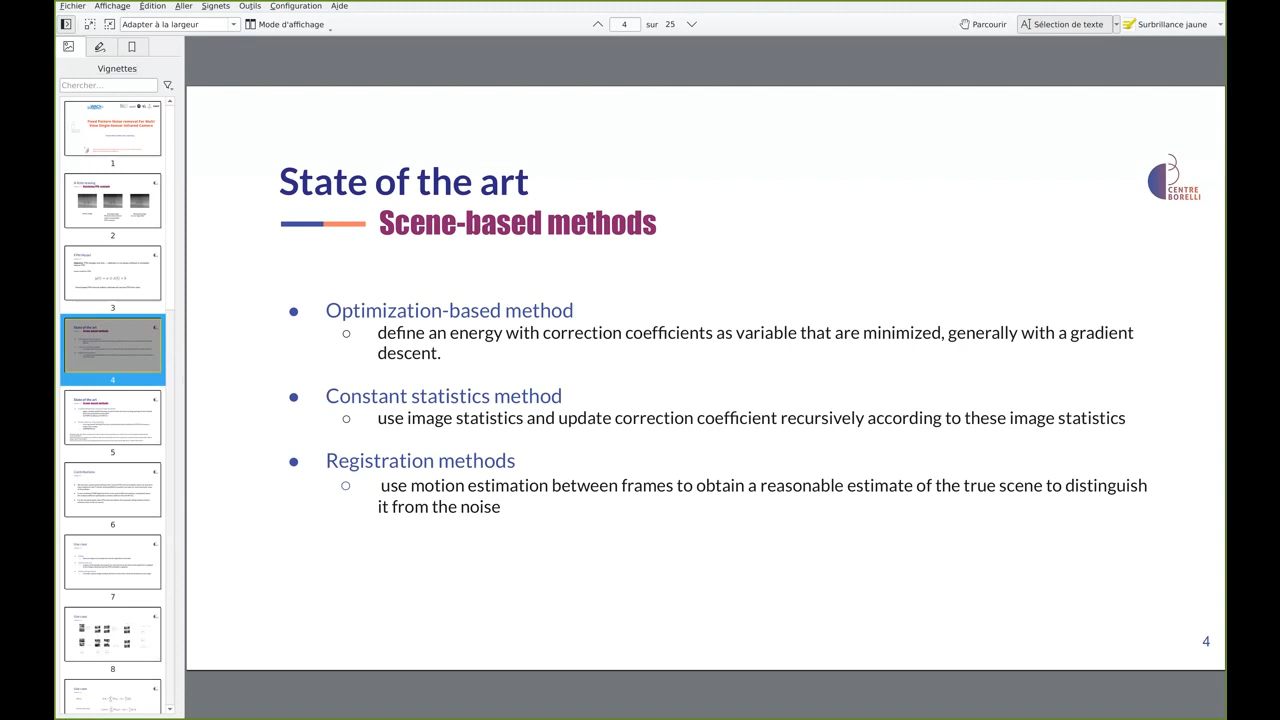 Fichier Affichage Édition Aller Signets Outils Configuration Aide
Adapter à la largeur Mode d'affichage 4 sur 25 Parcourir Sélection de texte Surbrillance jaune
Vignettes
Chercher...
1
2
3
4
5
6
7
8
State of the art
Scene-based methods
CENTRE
BORELLI
● Optimization-based method
○ define an energy with correction coefficients as variable that are minimized, generally with a gradient
descent.
● Constant statistics method
○ use image statistics and update correction coefficient recursively according to these image statistics
● Registration methods
○ use motion estimation between frames to obtain a reasonable estimate of the true scene to distinguish
it from the noise
4